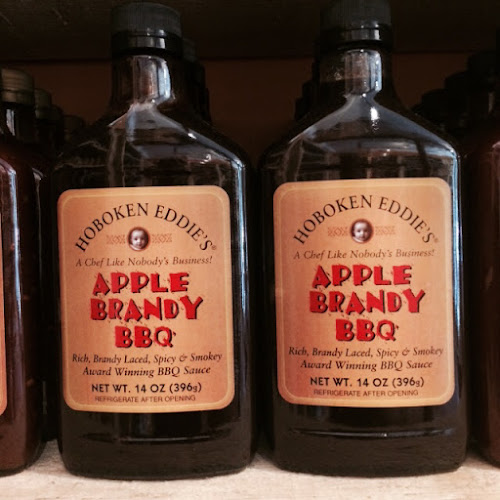 HOBOKEN EDDIE'S®
A Chef Like Nobody's Business!
APPLE
BRANDY
BBQ
Rich, Brandy Laced, Spicy & Smokey
Award Winning BBQ Sauce
NET WT. 14 OZ (396g)
REFRIGERATE AFTER OPENING
HOBOKEN EDDIE'S®
A Chef Like Nobody's Business!
APPLE
BRANDY
BBQ
Rich, Brandy Laced, Spicy & Smokey
Award Winning BBQ Sauce
NET WT. 14 OZ (396g)
REFRIGERATE AFTER OPENING